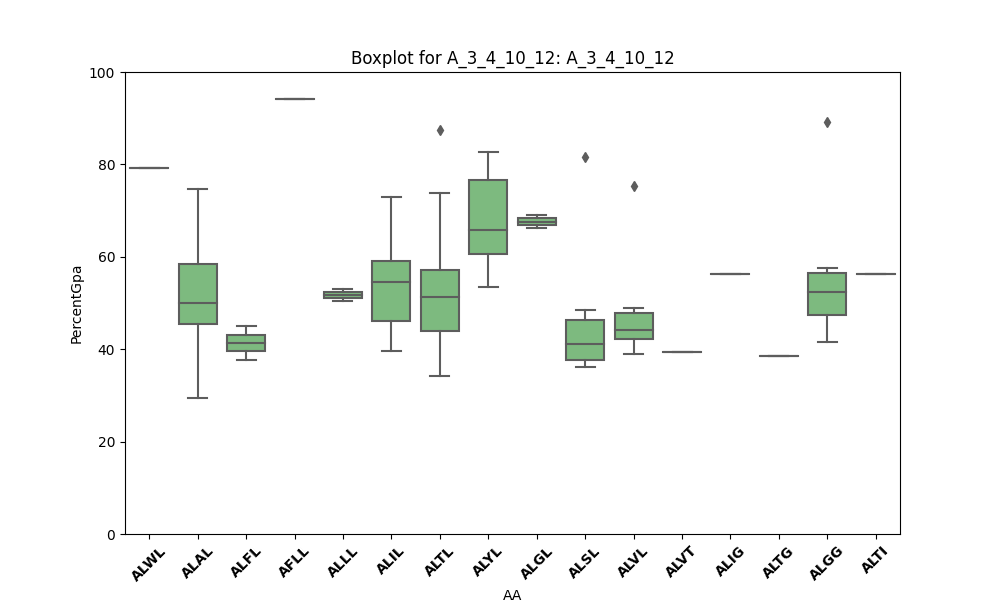 Boxplot for A_3_4_10_12: A_3_4_10_12
100
80
60
40
20
0
PercentGpa
ALWL
ALAL
ALFL
AFLL
ALLL
ALIL
ALTL
ALYL
ALGL
ALSL
ALVL
ALVT
ALIG
ALTG
ALGG
ALTI
AA